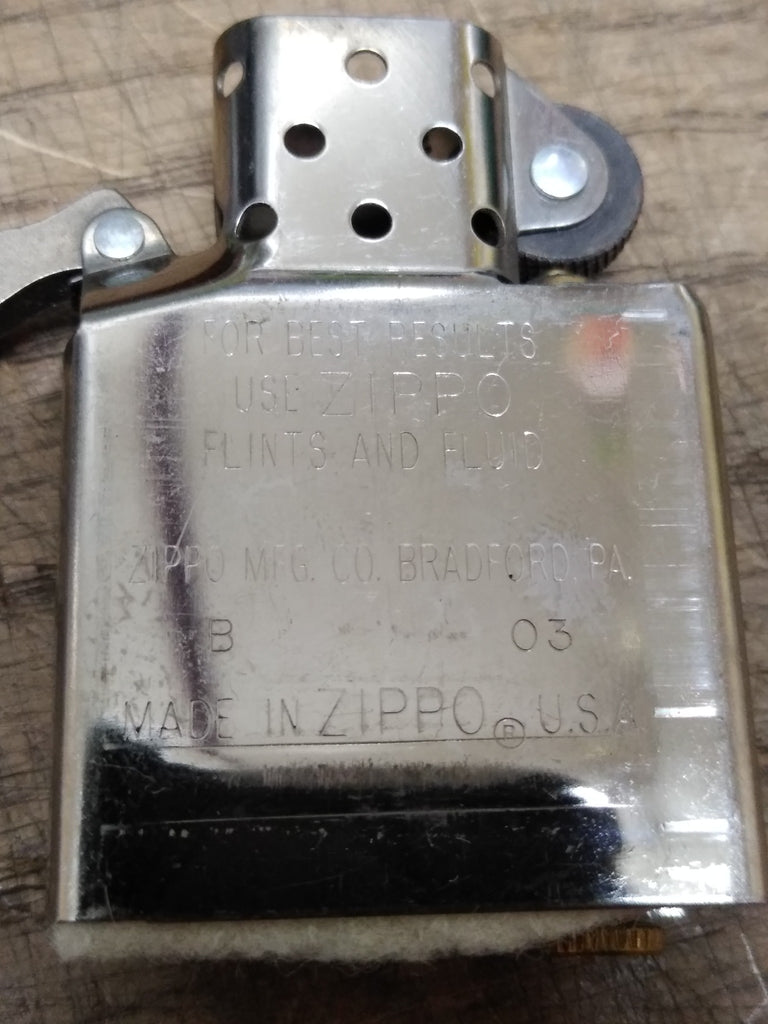 FOR BEST RESULTS
USE ZIPPO
FLINTS AND FLUID
ZIPPO MFG. CO. BRADFORD, PA.
B 03
MADE IN ZIPPO ® U.S.A